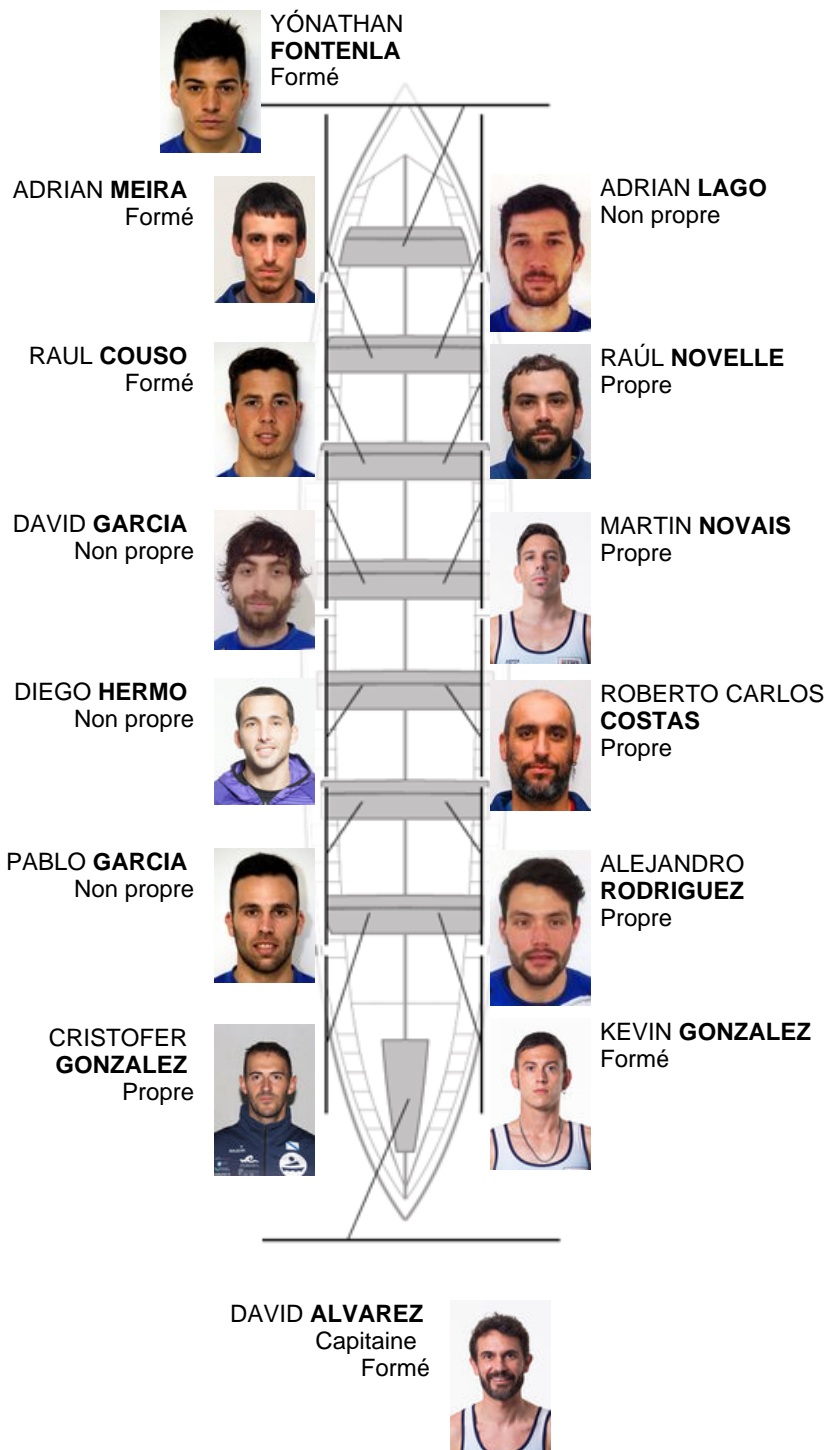 YÓNATHAN
FONTENLA
Formé
ADRIAN MEIRA
Formé
ADRIAN LAGO
Non propre
RAUL COUSO
Formé
RAÚL NOVELLE
Propre
DAVID GARCIA
Non propre
MARTIN NOVAIS
Propre
DIEGO HERMO
Non propre
ROBERTO CARLOS
COSTAS
Propre
PABLO GARCIA
Non propre
ALEJANDRO
RODRIGUEZ
Propre
CRISTOFER
GONZALEZ
Propre
KEVIN GONZALEZ
Formé
DAVID ALVAREZ
Capitaine
Formé